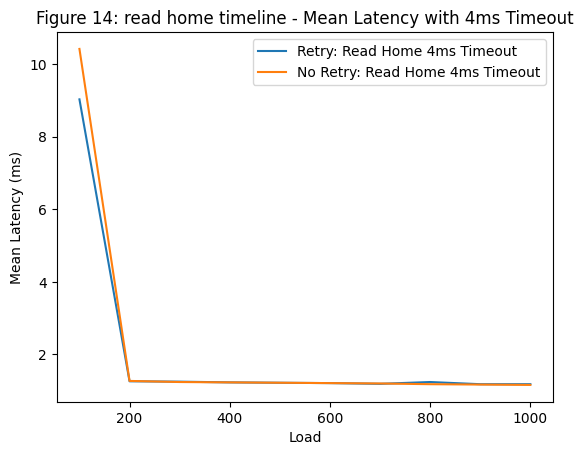 Figure 14: read home timeline - Mean Latency with 4ms Timeout
Retry: Read Home 4ms Timeout
No Retry: Read Home 4ms Timeout
Mean Latency (ms)
10
8
6
4
2
200
400
600
800
1000
Load